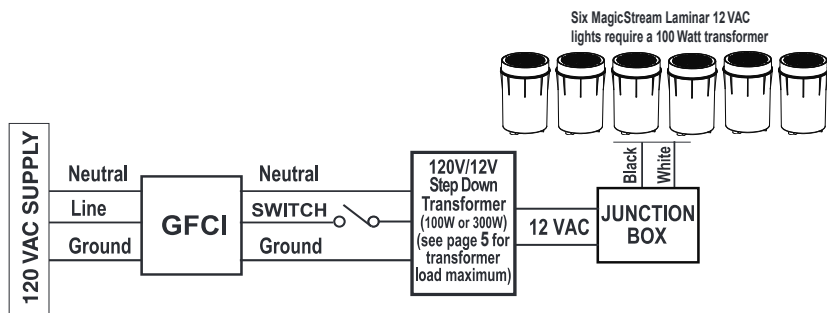 Six MagicStream Laminar 12 VAC
lights require a 100 Watt transformer
120 VAC SUPPLY
Neutral
Line
Ground
GFCI
Neutral
SWITCH
Ground
120V/12V
Step Down
Transformer
(100W or 300W)
(see page 5 for
transformer
load maximum)
12 VAC
Black
White
JUNCTION
BOX